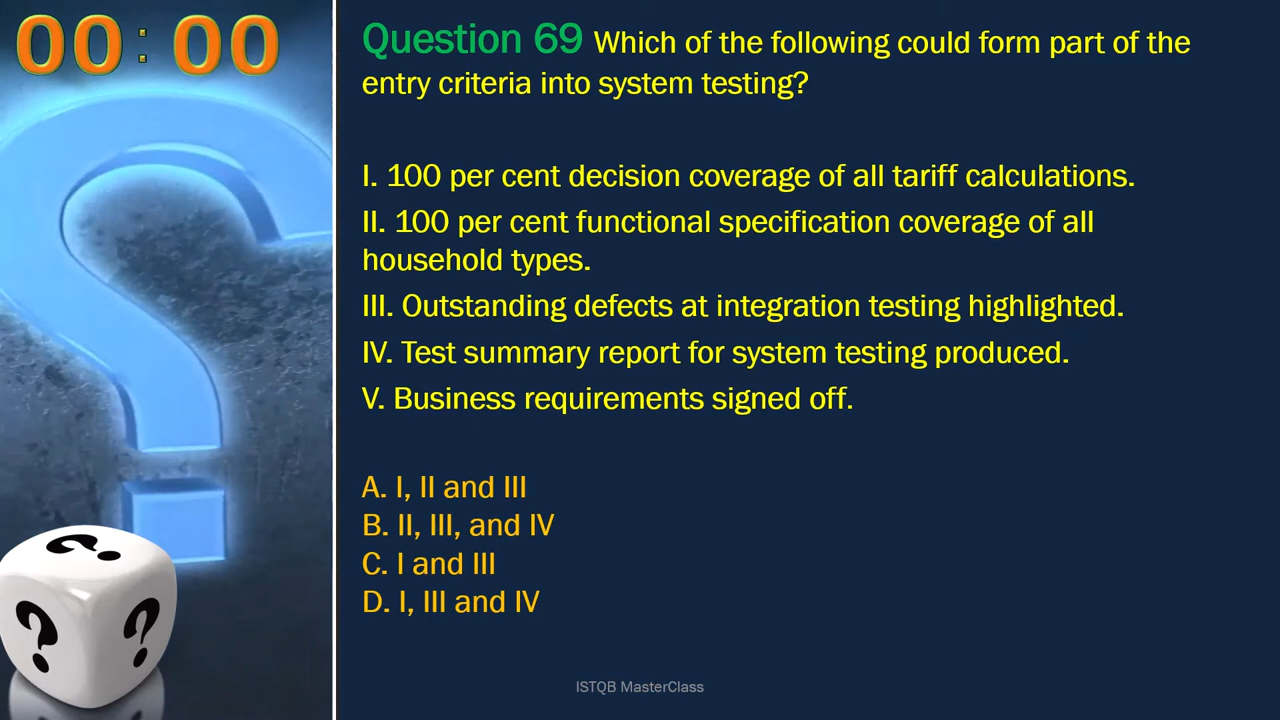 00:00
Question 69 Which of the following could form part of the
entry criteria into system testing?
I. 100 per cent decision coverage of all tariff calculations.
II. 100 per cent functional specification coverage of all
household types.
III. Outstanding defects at integration testing highlighted.
IV. Test summary report for system testing produced.
V. Business requirements signed off.
A. I, II and III
B. II, III, and IV
C. I and III
D. I, III and IV
? ? ?
ISTQB MasterClass